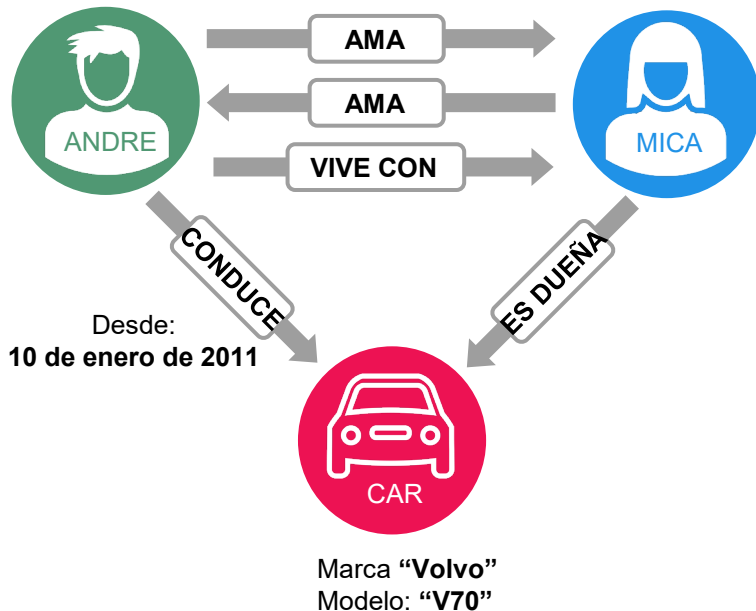 AMA
AMA
ANDRE
MICA
VIVE CON
CONDUCE
ES DUEÑA
Desde:
10 de enero de 2011
CAR
Marca “Volvo”
Modelo: “V70”